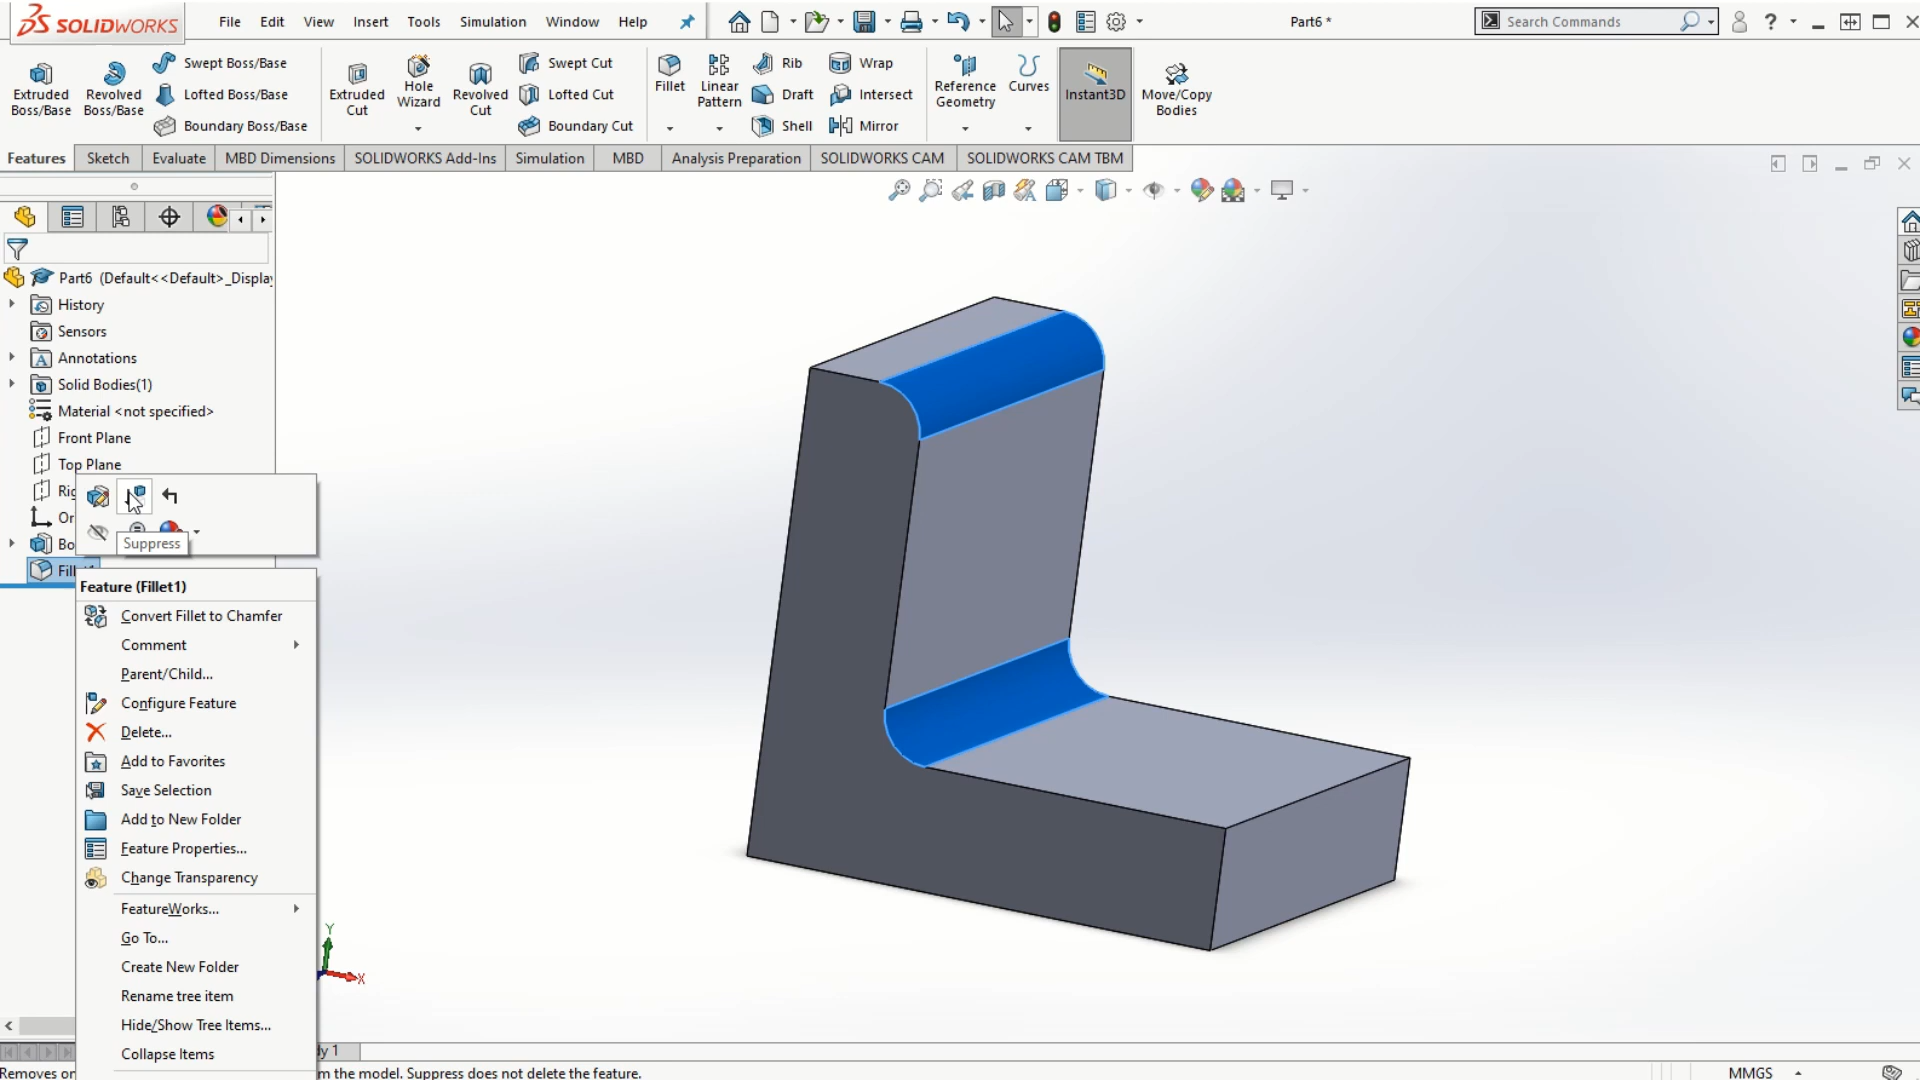 SOLIDWORKS File Edit View Insert Tools Simulation Window Help Part6 * Search Commands ?
Extruded Boss/Base
Revolved Boss/Base
Swept Boss/Base
Lofted Boss/Base
Boundary Boss/Base
Extruded Cut
Hole Wizard
Revolved Cut
Swept Cut
Lofted Cut
Boundary Cut
Fillet
Linear Pattern
Rib
Draft
Shell
Wrap
Intersect
Mirror
Reference Geometry
Curves
Instant3D
Move/Copy Bodies
Features Sketch Evaluate MBD Dimensions SOLIDWORKS Add-Ins Simulation MBD Analysis Preparation SOLIDWORKS CAM SOLIDWORKS CAM TBM
Part6 (Default<<Default>_Display
History
Sensors
Annotations
Solid Bodies(1)
Material <not specified>
Front Plane
Top Plane
Rig
Or
Bo
Suppress
Fill
Feature (Fillet1)
Convert Fillet to Chamfer
Comment
Parent/Child...
Configure Feature
Delete...
Add to Favorites
Save Selection
Add to New Folder
Feature Properties...
Change Transparency
FeatureWorks...
Go To...
Create New Folder
Rename tree item
Hide/Show Tree Items...
Collapse Items
Y
X
dy 1
Removes or m the model. Suppress does not delete the feature. MMGS